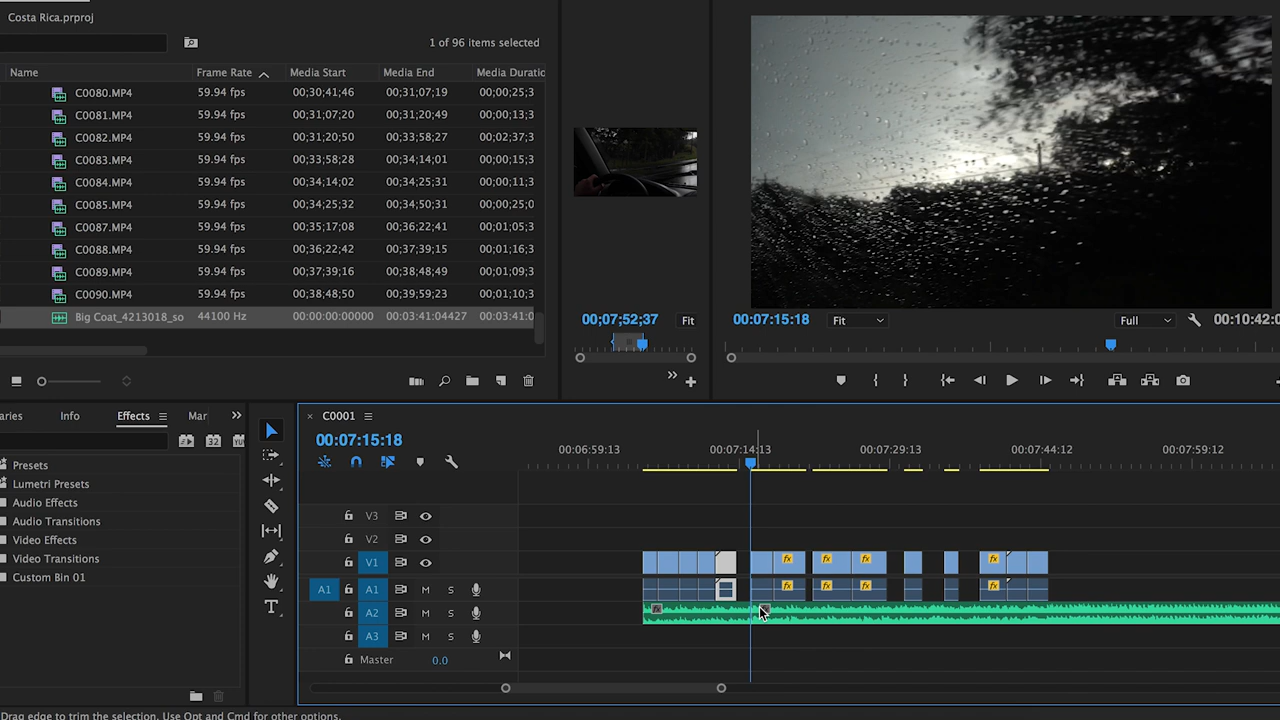 Costa Rica.prproj
1 of 96 items selected
Name Frame Rate Media Start Media End Media Duratio
C0080.MP4 59.94 fps 00;30;41;46 00;31;07;19 00;00;25;3
C0081.MP4 59.94 fps 00;31;07;20 00;31;20;49 00;00;13;3
C0082.MP4 59.94 fps 00;31;20;50 00;33;58;27 00;02;37;3
C0083.MP4 59.94 fps 00;33;58;28 00;34;14;01 00;00;15;3
C0084.MP4 59.94 fps 00;34;14;02 00;34;25;31 00;00;11;3
C0085.MP4 59.94 fps 00;34;25;32 00;34;50;31 00;00;25;0
C0087.MP4 59.94 fps 00;35;17;08 00;36;22;41 00;01;05;3
C0088.MP4 59.94 fps 00;36;22;42 00;37;39;15 00;01;16;3
C0089.MP4 59.94 fps 00;37;39;16 00;38;48;49 00;01;09;3
C0090.MP4 59.94 fps 00;38;48;50 00;39;59;23 00;01;10;3
Big Coat_4213018_so 44100 Hz 00:00:00:00000 00:03:41:04427 00:03:41:0
00;07;52;37 Fit
00:07:15:18 Fit Full 00:10:42:0
aries Info Effects Mar
Presets
Lumetri Presets
Audio Effects
Audio Transitions
Video Effects
Video Transitions
Custom Bin 01
× C0001
00:07:15:18
00:06:59:13 00:07:14:13 00:07:29:13 00:07:44:12 00:07:59:12
V3
V2
V1
A1 A1 M S
A2 M S
A3 M S
Master 0.0
fx fx fx fx
fx fx fx fx
fx
Drag edge to trim the selection. Use Opt and Cmd for other options.